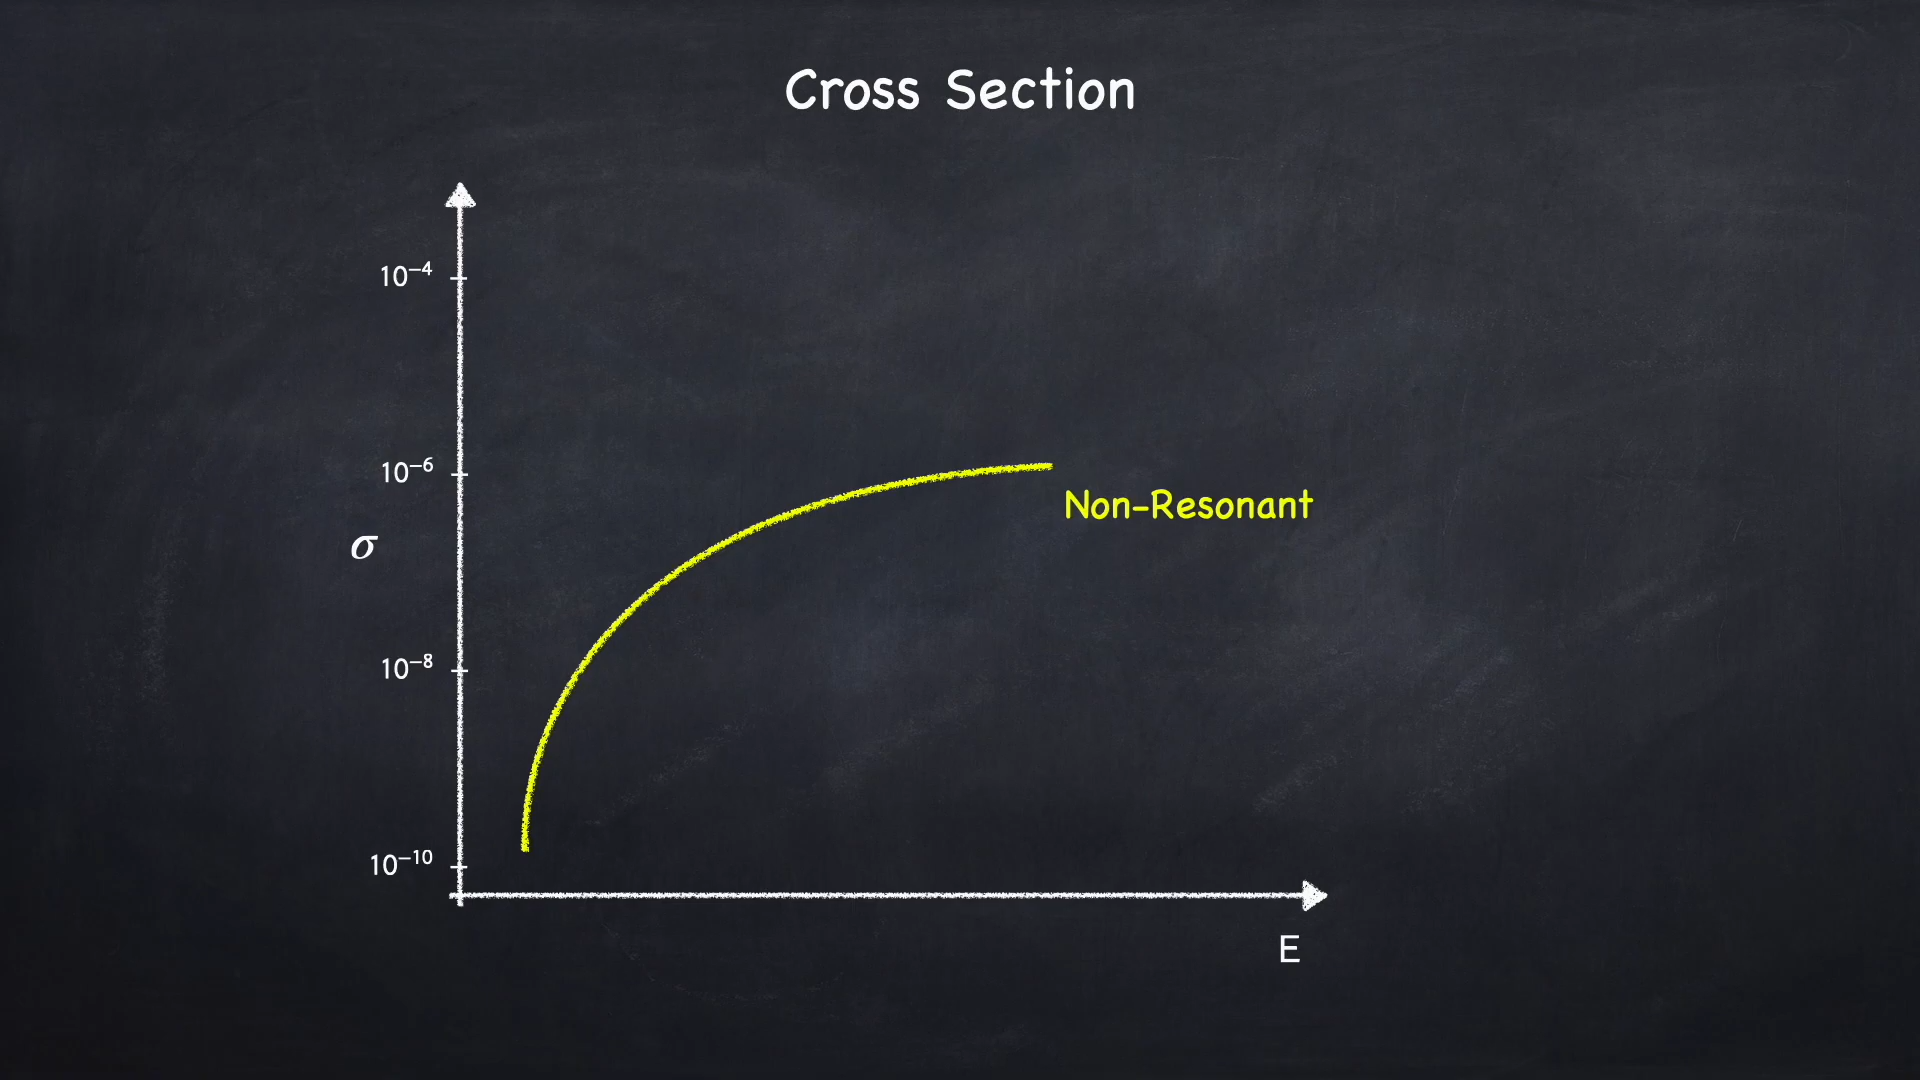 Cross Section
10⁻⁴
10⁻⁶
σ
10⁻⁸
10⁻¹⁰
Non-Resonant
E